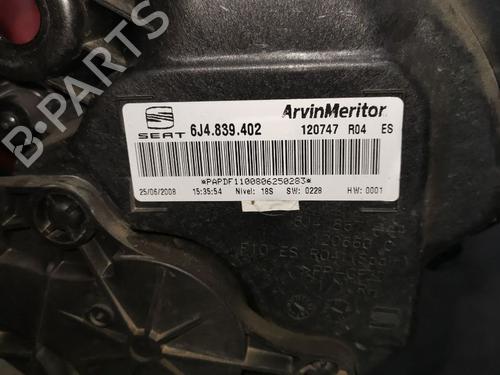 B-PARTS
SEAT
6J4.839.402
ArvinMeritor
120747 R04 ES
*PAPDF1100806250283*
25/06/2008 15:35:54 Nivel: 18S SW: 0228 HW: 0001